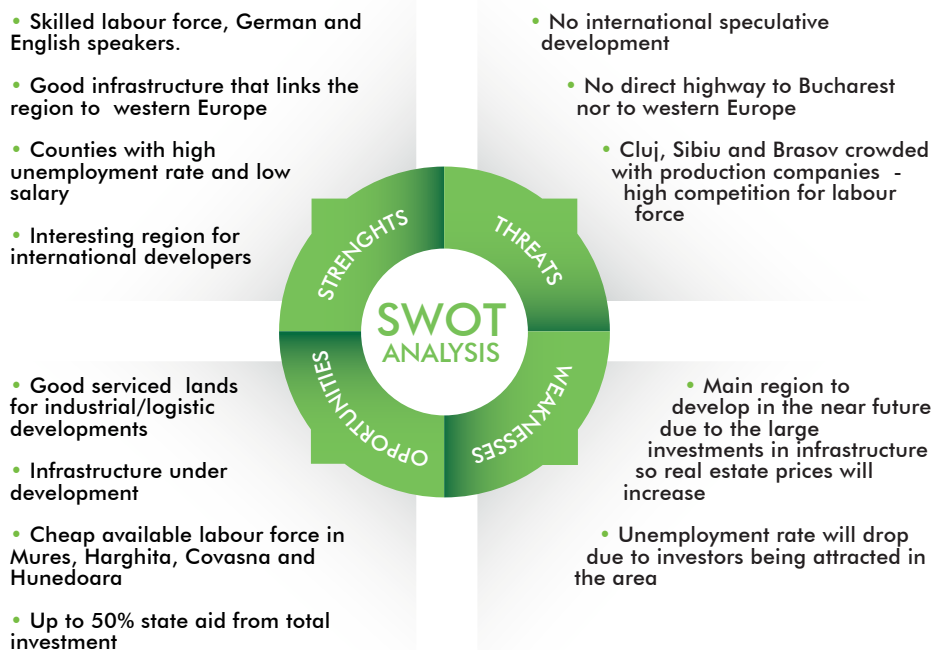 • Skilled labour force, German and
English speakers.
• Good infrastructure that links the
region to western Europe
• Counties with high
unemployment rate and low
salary
• Interesting region for
international developers
• No international speculative
development
• No direct highway to Bucharest
nor to western Europe
• Cluj, Sibiu and Brasov crowded
with production companies -
high competition for labour
force
STRENGHTS
THREATS
SWOT
ANALYSIS
OPPORTUNITIES
WEAKNESSES
• Good serviced lands
for industrial/logistic
developments
• Infrastructure under
development
• Cheap available labour force in
Mures, Harghita, Covasna and
Hunedoara
• Up to 50% state aid from total
investment
• Main region to
develop in the near future
due to the large
investments in infrastructure
so real estate prices will
increase
• Unemployment rate will drop
due to investors being attracted in
the area